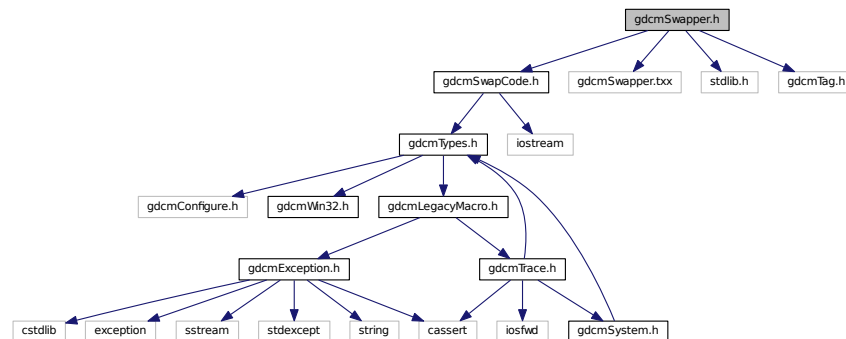 gdcmSwapper.h
gdcmSwapCode.h
gdcmSwapper.txx
stdlib.h
gdcmTag.h
gdcmTypes.h
iostream
gdcmConfigure.h
gdcmWin32.h
gdcmLegacyMacro.h
gdcmException.h
gdcmTrace.h
cstdlib
exception
sstream
stdexcept
string
cassert
iosfwd
gdcmSystem.h